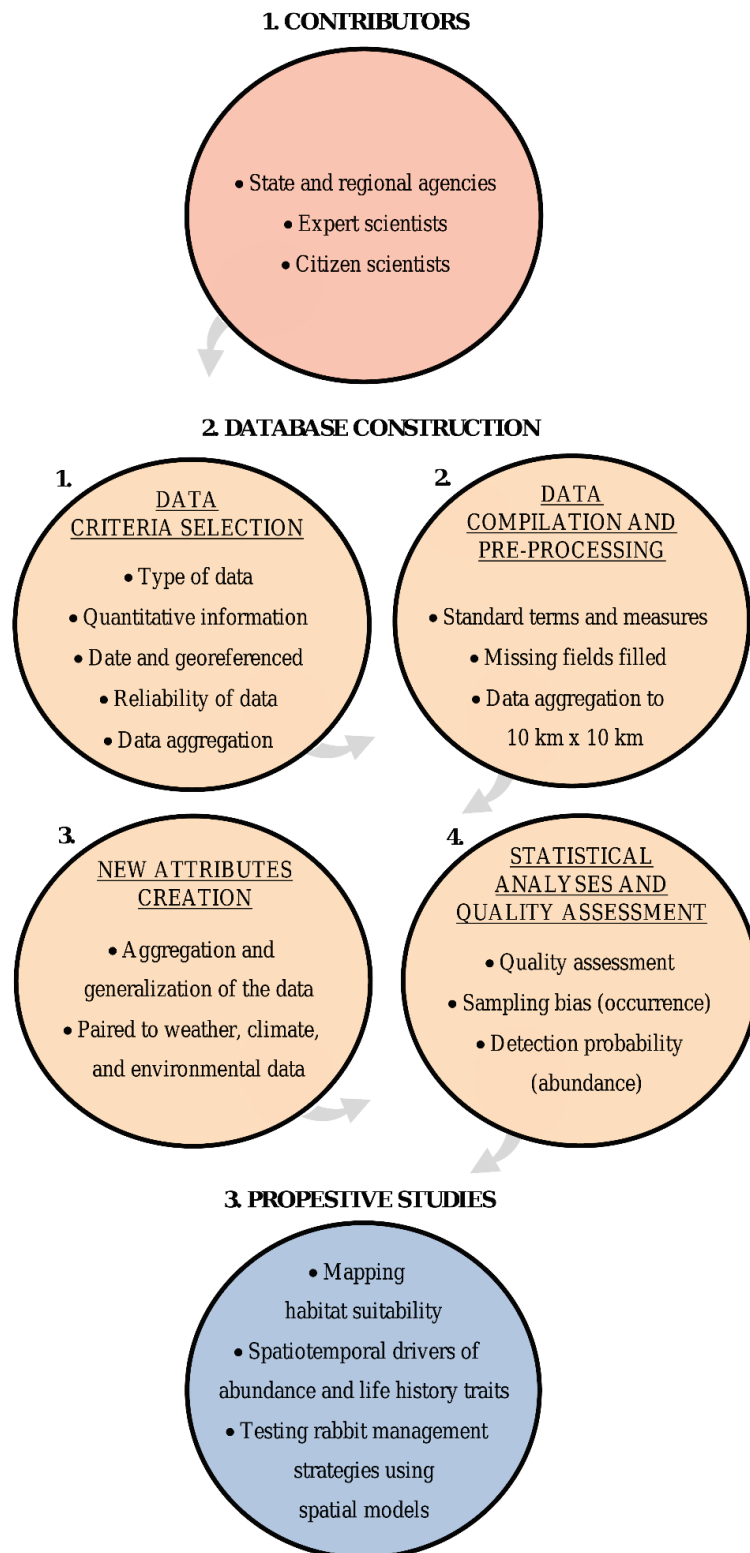 1. CONTRIBUTORS
• State and regional agencies
• Expert scientists
• Citizen scientists
2. DATABASE CONSTRUCTION
1.
DATA
CRITERIA SELECTION
• Type of data
• Quantitative information
• Date and georeferenced
• Reliability of data
• Data aggregation
2.
DATA
COMPILATION AND
PRE-PROCESSING
• Standard terms and measures
• Missing fields filled
• Data aggregation to
10 km x 10 km
3.
NEW ATTRIBUTES
CREATION
• Aggregation and
generalization of the data
• Paired to weather, climate,
and environmental data
4.
STATISTICAL
ANALYSES AND
QUALITY ASSESSMENT
• Quality assessment
• Sampling bias (occurrence)
• Detection probability
(abundance)
3. PROPESTIVE STUDIES
• Mapping
habitat suitability
• Spatiotemporal drivers of
abundance and life history traits
• Testing rabbit management
strategies using
spatial models